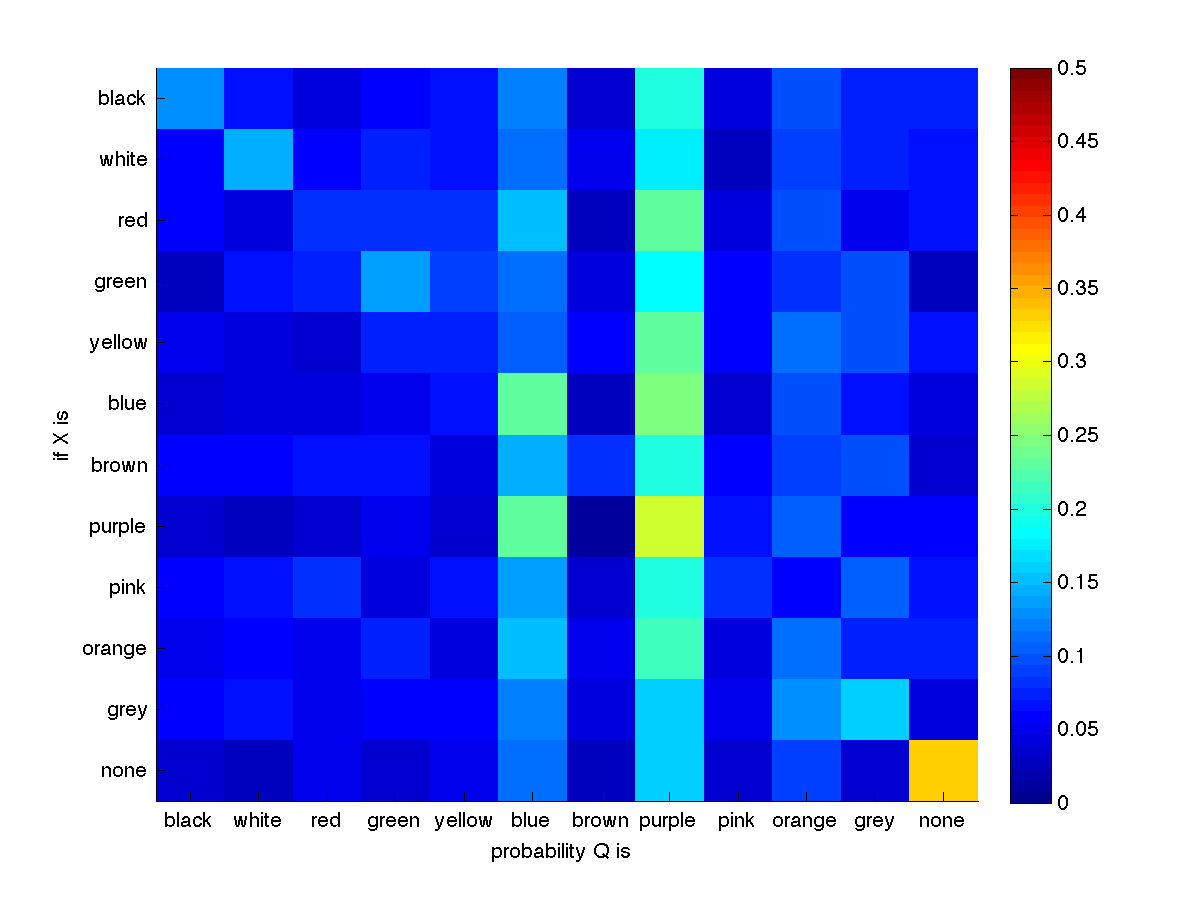 black
white
red
green
yellow
blue
brown
purple
pink
orange
grey
none
if X is
black white red green yellow blue brown purple pink orange grey none
probability Q is
0.5
0.45
0.4
0.35
0.3
0.25
0.2
0.15
0.1
0.05
0